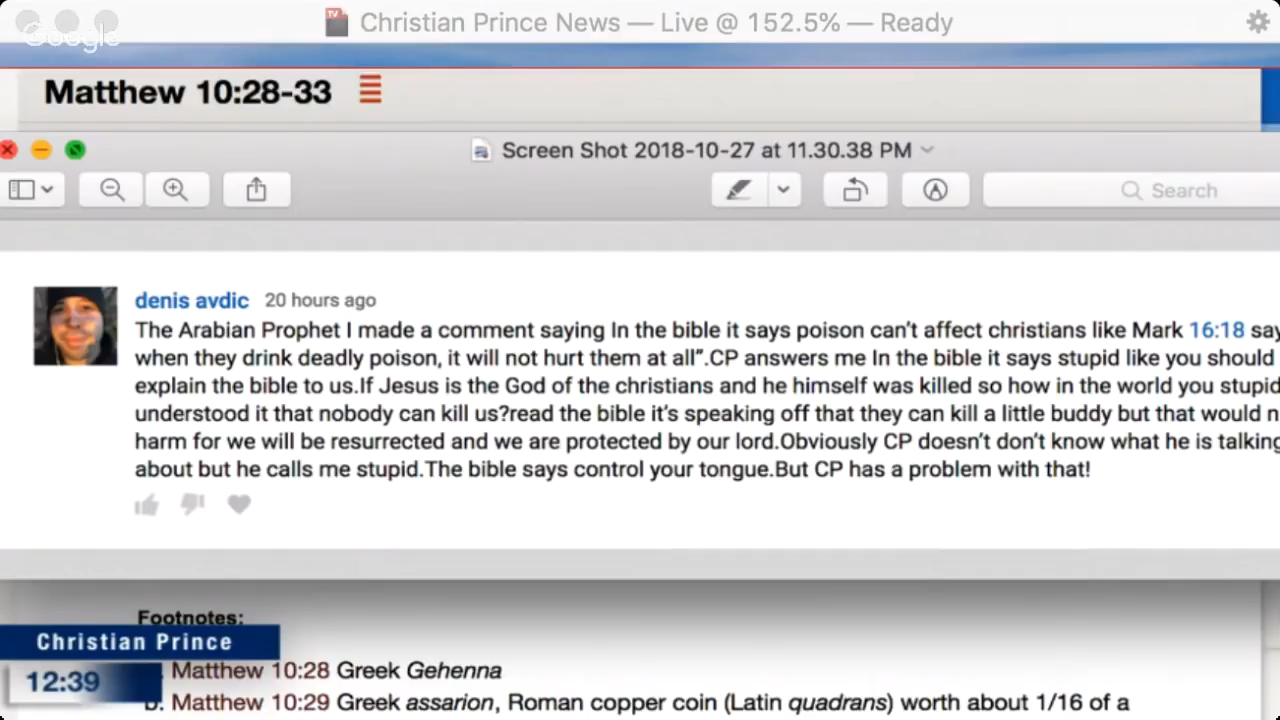 Christian Prince News — Live @ 152.5% — Ready
Google
Matthew 10:28-33
Screen Shot 2018-10-27 at 11.30.38 PM
Search
denis avdic 20 hours ago
The Arabian Prophet I made a comment saying In the bible it says poison can't affect christians like Mark 16:18 say
when they drink deadly poison, it will not hurt them at all”.CP answers me In the bible it says stupid like you should
explain the bible to us.If Jesus is the God of the christians and he himself was killed so how in the world you stupid
understood it that nobody can kill us?read the bible it's speaking off that they can kill a little buddy but that would n
harm for we will be resurrected and we are protected by our lord.Obviously CP doesn't don't know what he is talking
about but he calls me stupid.The bible says control your tongue.But CP has a problem with that!
Footnotes:
Christian Prince
12:39
Matthew 10:28 Greek Gehenna
b. Matthew 10:29 Greek assarion, Roman copper coin (Latin quadrans) worth about 1/16 of a